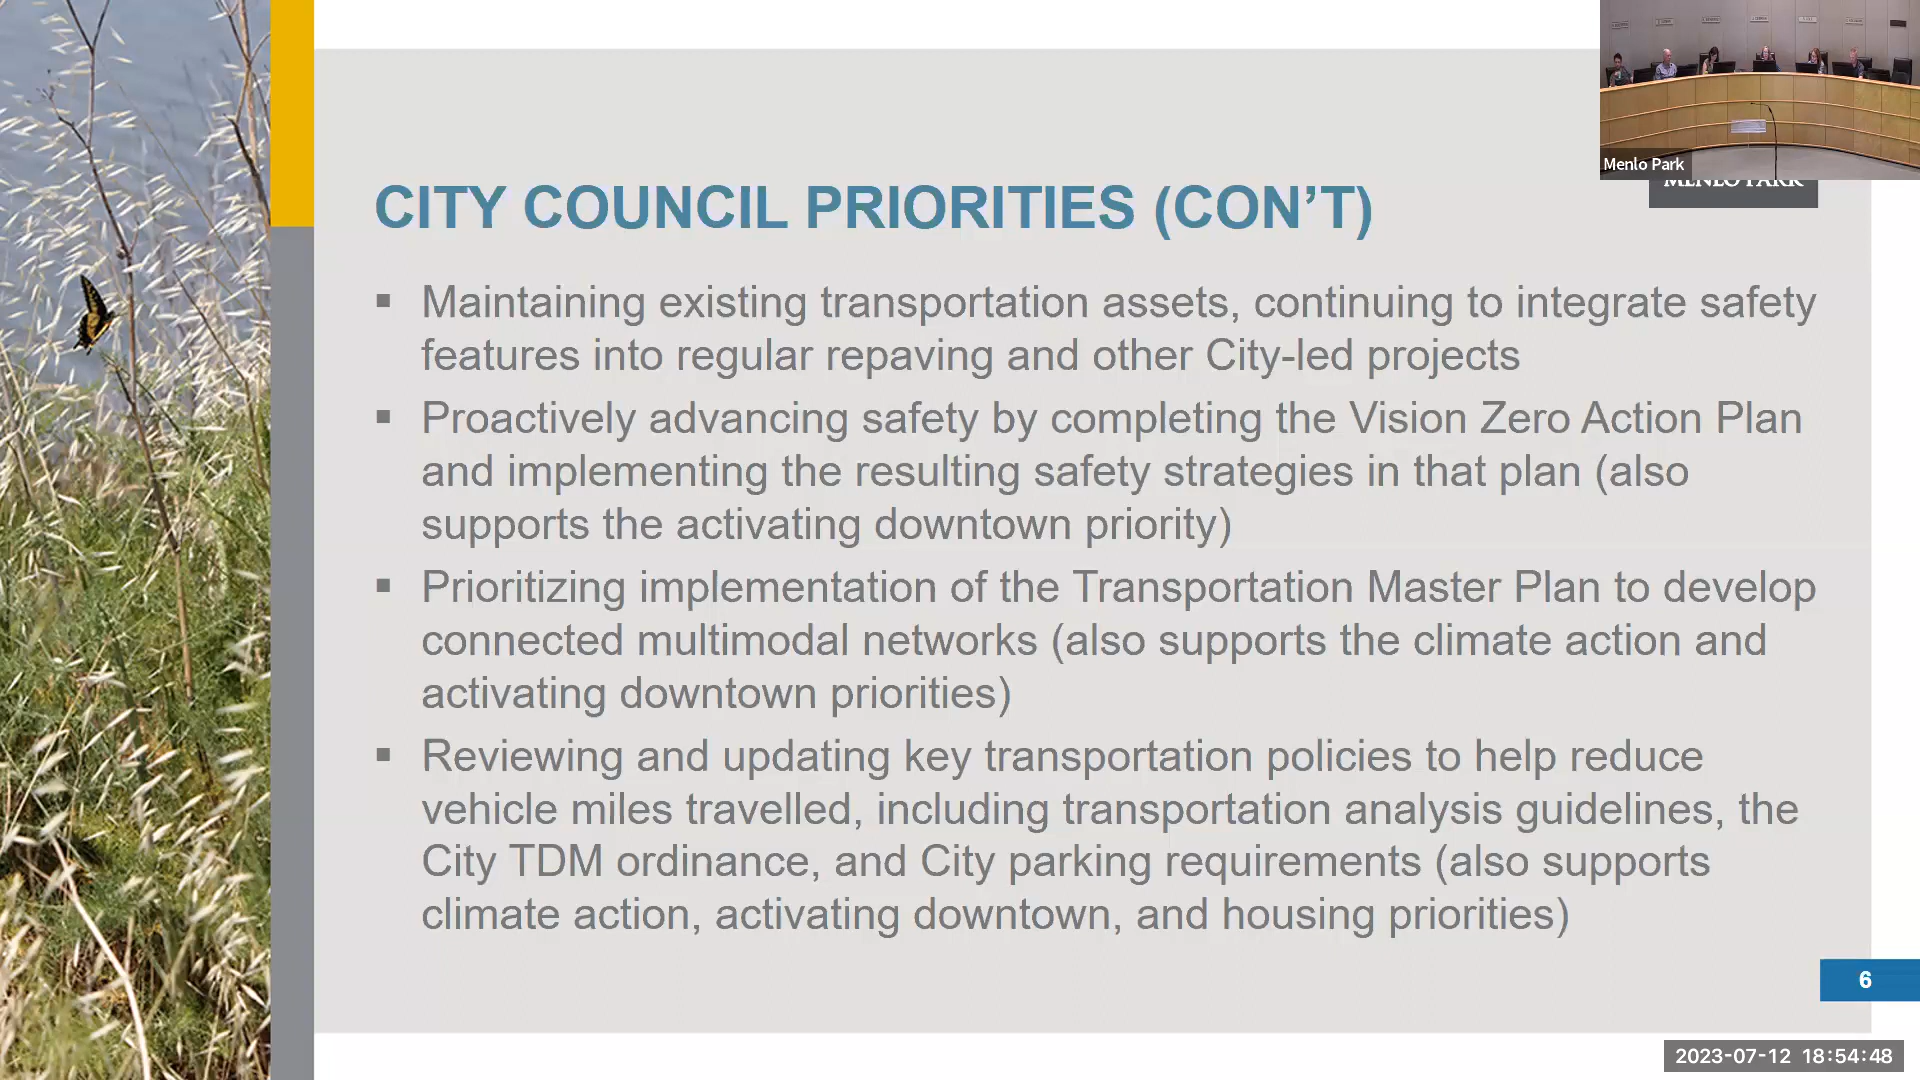 Menlo Park
MENLO PARK
CITY COUNCIL PRIORITIES (CON’T)
▪ Maintaining existing transportation assets, continuing to integrate safety
features into regular repaving and other City-led projects
▪ Proactively advancing safety by completing the Vision Zero Action Plan
and implementing the resulting safety strategies in that plan (also
supports the activating downtown priority)
▪ Prioritizing implementation of the Transportation Master Plan to develop
connected multimodal networks (also supports the climate action and
activating downtown priorities)
▪ Reviewing and updating key transportation policies to help reduce
vehicle miles travelled, including transportation analysis guidelines, the
City TDM ordinance, and City parking requirements (also supports
climate action, activating downtown, and housing priorities)
6
2023-07-12 18:54:48